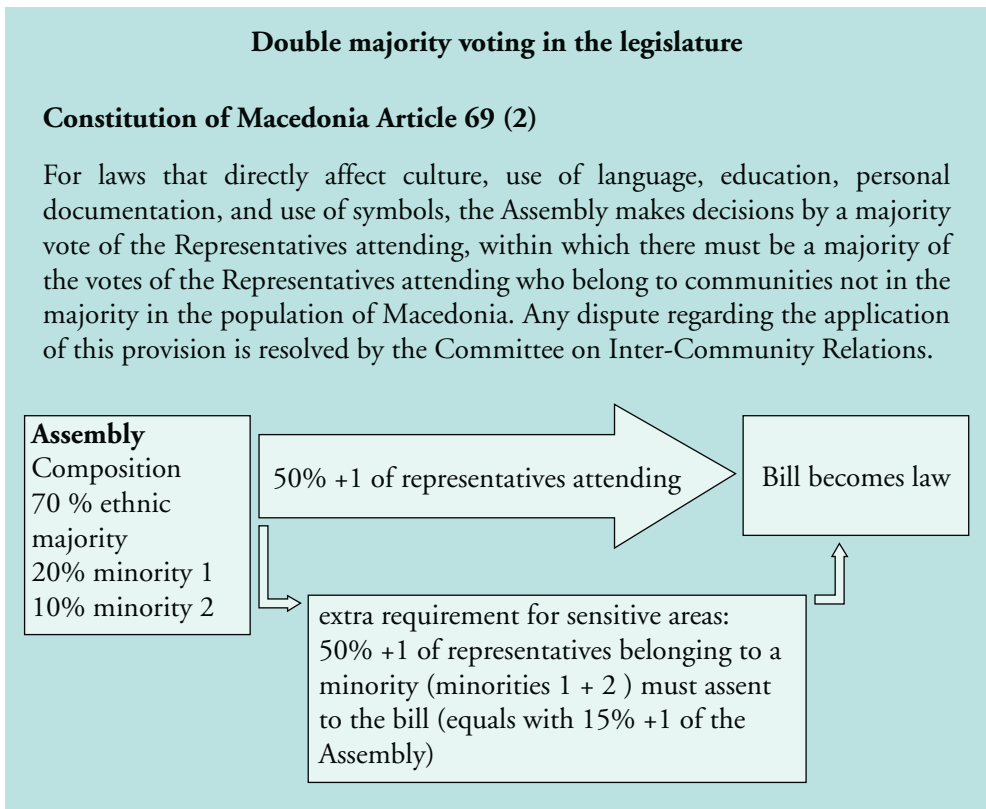 Double majority voting in the legislature
Constitution of Macedonia Article 69 (2)
For laws that directly affect culture, use of language, education, personal
documentation, and use of symbols, the Assembly makes decisions by a majority
vote of the Representatives attending, within which there must be a majority of
the votes of the Representatives attending who belong to communities not in the
majority in the population of Macedonia. Any dispute regarding the application
of this provision is resolved by the Committee on Inter-Community Relations.
Assembly
Composition
70 % ethnic
majority
20% minority 1
10% minority 2
50% +1 of representatives attending
Bill becomes law
extra requirement for sensitive areas:
50% +1 of representatives belonging to a
minority (minorities 1 + 2 ) must assent
to the bill (equals with 15% +1 of the
Assembly)